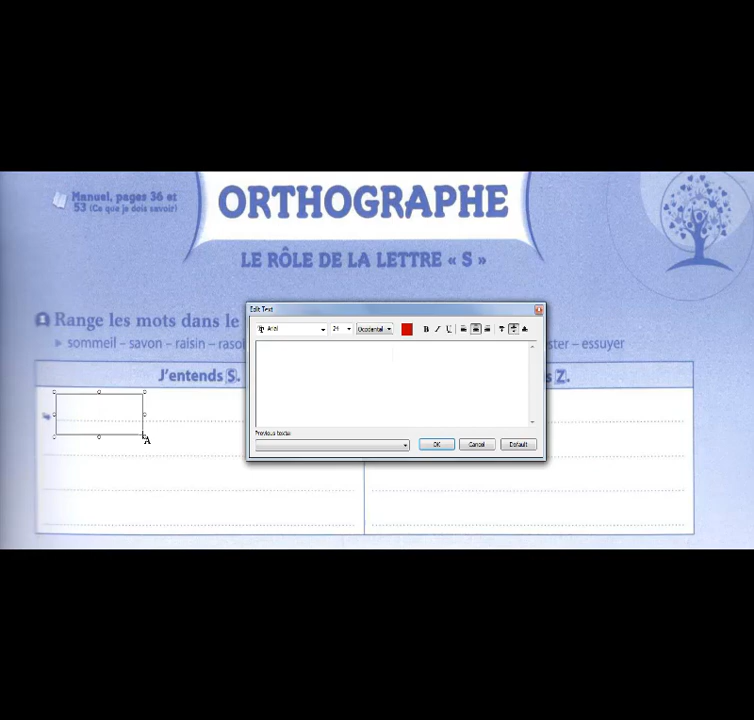 Manuel, pages 36 et
53 (Ce que je dois savoir)
ORTHOGRAPHE
LE RÔLE DE LA LETTRE « S »
1 Range les mots dans le
▶ sommeil – savon – raisin – raso
ster – essuyer
J'entends S.
s Z.
Edit Text
Arial
24
Occidental
B I U
Previous texts:
OK
Cancel
Default
A